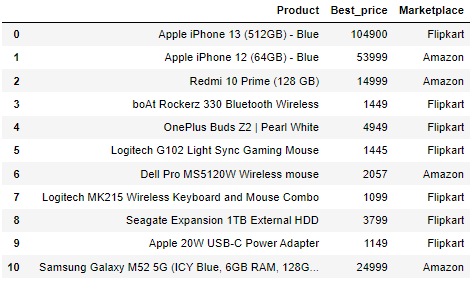 Product Best_price Marketplace
0 Apple iPhone 13 (512GB) - Blue 104900 Flipkart
1 Apple iPhone 12 (64GB) - Blue 53999 Amazon
2 Redmi 10 Prime (128 GB) 14999 Amazon
3 boAt Rockerz 330 Bluetooth Wireless 1449 Flipkart
4 OnePlus Buds Z2 | Pearl White 4949 Flipkart
5 Logitech G102 Light Sync Gaming Mouse 1445 Flipkart
6 Dell Pro MS5120W Wireless mouse 2057 Amazon
7 Logitech MK215 Wireless Keyboard and Mouse Combo 1099 Flipkart
8 Seagate Expansion 1TB External HDD 3799 Flipkart
9 Apple 20W USB-C Power Adapter 1149 Flipkart
10 Samsung Galaxy M52 5G (ICY Blue, 6GB RAM, 128G... 24999 Amazon